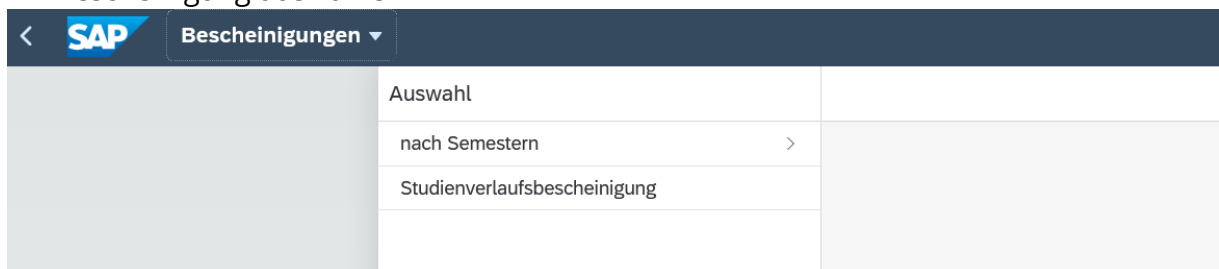 SAP Bescheinigungen
Auswahl
nach Semestern
Studienverlaufsbescheinigung